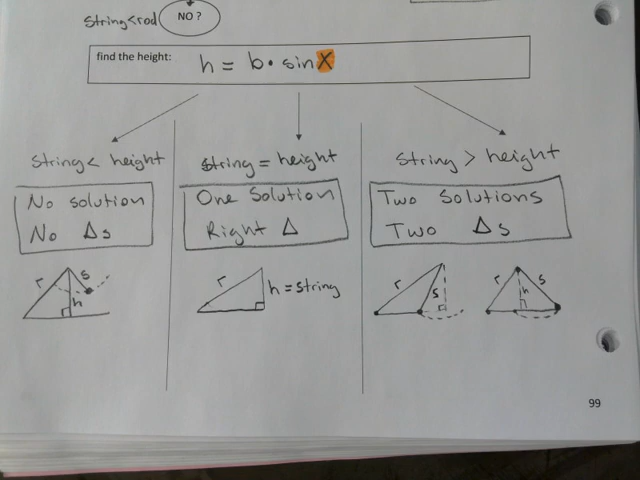 String<rod
NO?
find the height: h = b • sin X
String < height
No solution
No Δs
r s
h
String = height
One Solution
Right Δ
r
h = string
String > height
Two Solutions
Two Δs
r s
r h s
99